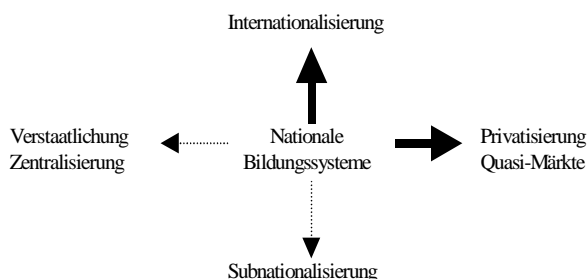 Internationalisierung
Verstaatlichung
Zentralisierung
Nationale
Bildungssysteme
Privatisierung
Quasi-Märkte
Subnationalisierung